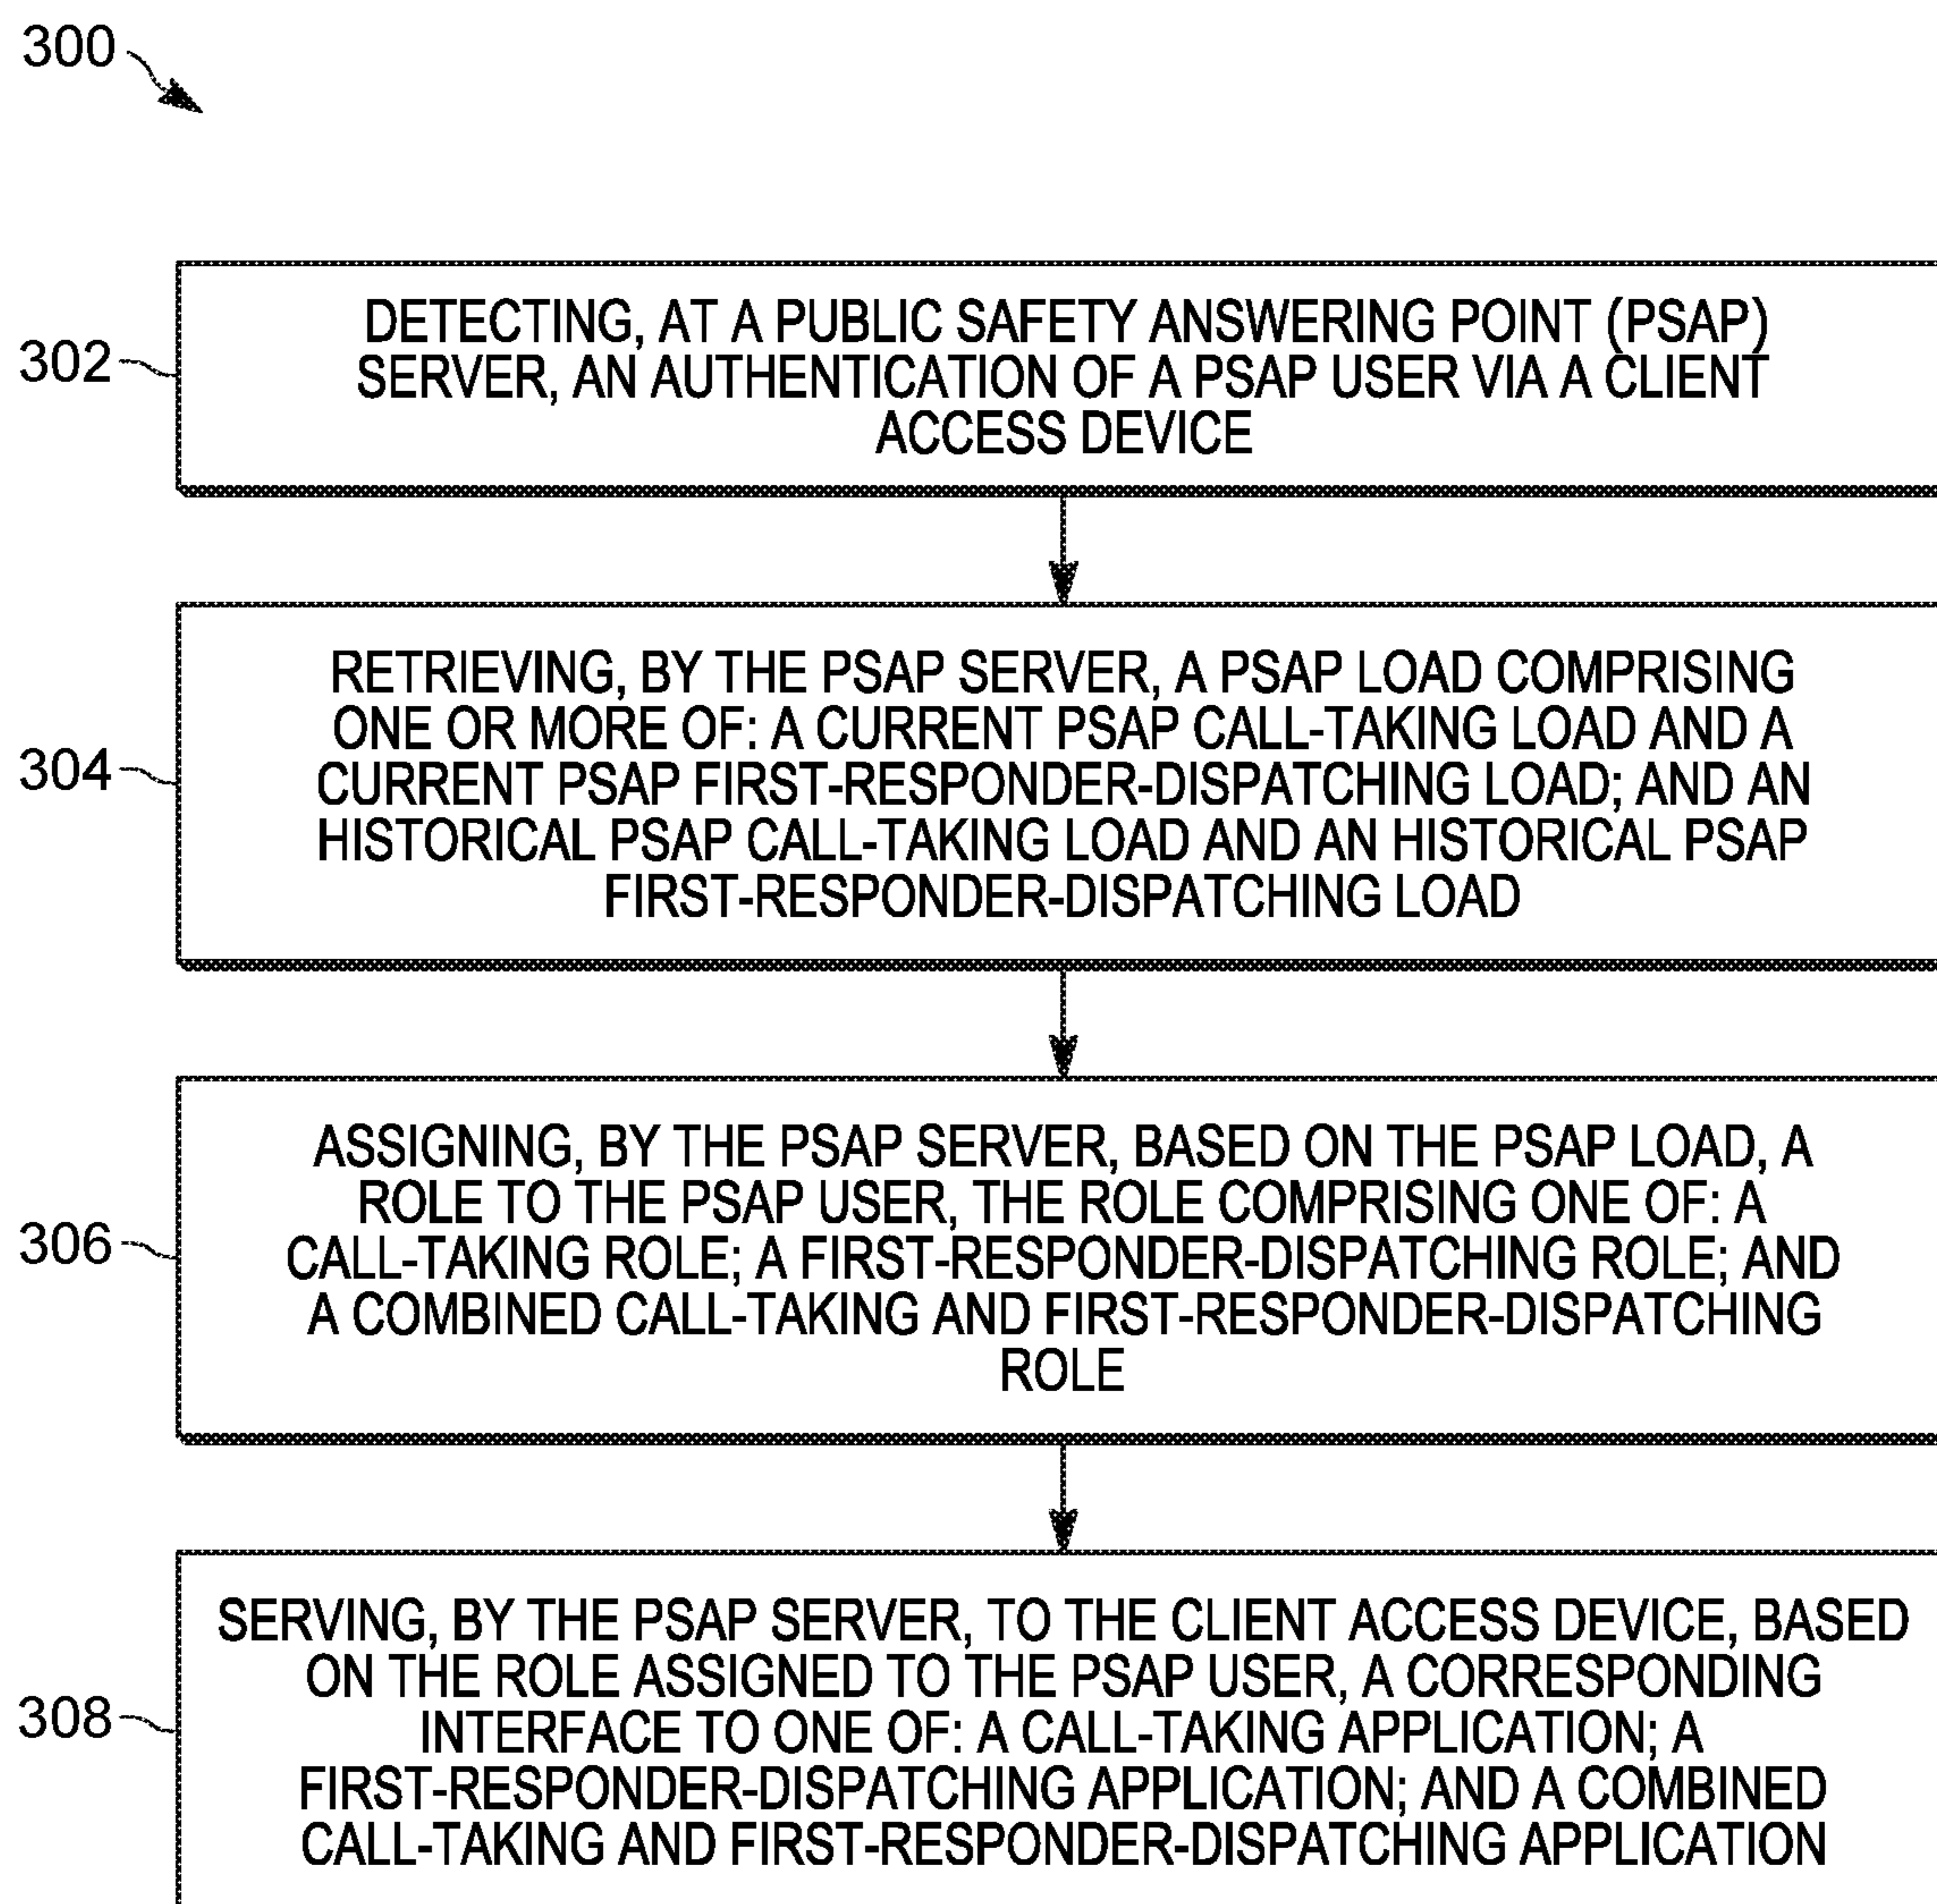 300
302
DETECTING, AT A PUBLIC SAFETY ANSWERING POINT (PSAP)
SERVER, AN AUTHENTICATION OF A PSAP USER VIA A CLIENT
ACCESS DEVICE
304
RETRIEVING, BY THE PSAP SERVER, A PSAP LOAD COMPRISING
ONE OR MORE OF: A CURRENT PSAP CALL-TAKING LOAD AND A
CURRENT PSAP FIRST-RESPONDER-DISPATCHING LOAD; AND AN
HISTORICAL PSAP CALL-TAKING LOAD AND AN HISTORICAL PSAP
FIRST-RESPONDER-DISPATCHING LOAD
306
ASSIGNING, BY THE PSAP SERVER, BASED ON THE PSAP LOAD, A
ROLE TO THE PSAP USER, THE ROLE COMPRISING ONE OF: A
CALL-TAKING ROLE; A FIRST-RESPONDER-DISPATCHING ROLE; AND
A COMBINED CALL-TAKING AND FIRST-RESPONDER-DISPATCHING
ROLE
308
SERVING, BY THE PSAP SERVER, TO THE CLIENT ACCESS DEVICE, BASED
ON THE ROLE ASSIGNED TO THE PSAP USER, A CORRESPONDING
INTERFACE TO ONE OF: A CALL-TAKING APPLICATION; A
FIRST-RESPONDER-DISPATCHING APPLICATION; AND A COMBINED
CALL-TAKING AND FIRST-RESPONDER-DISPATCHING APPLICATION